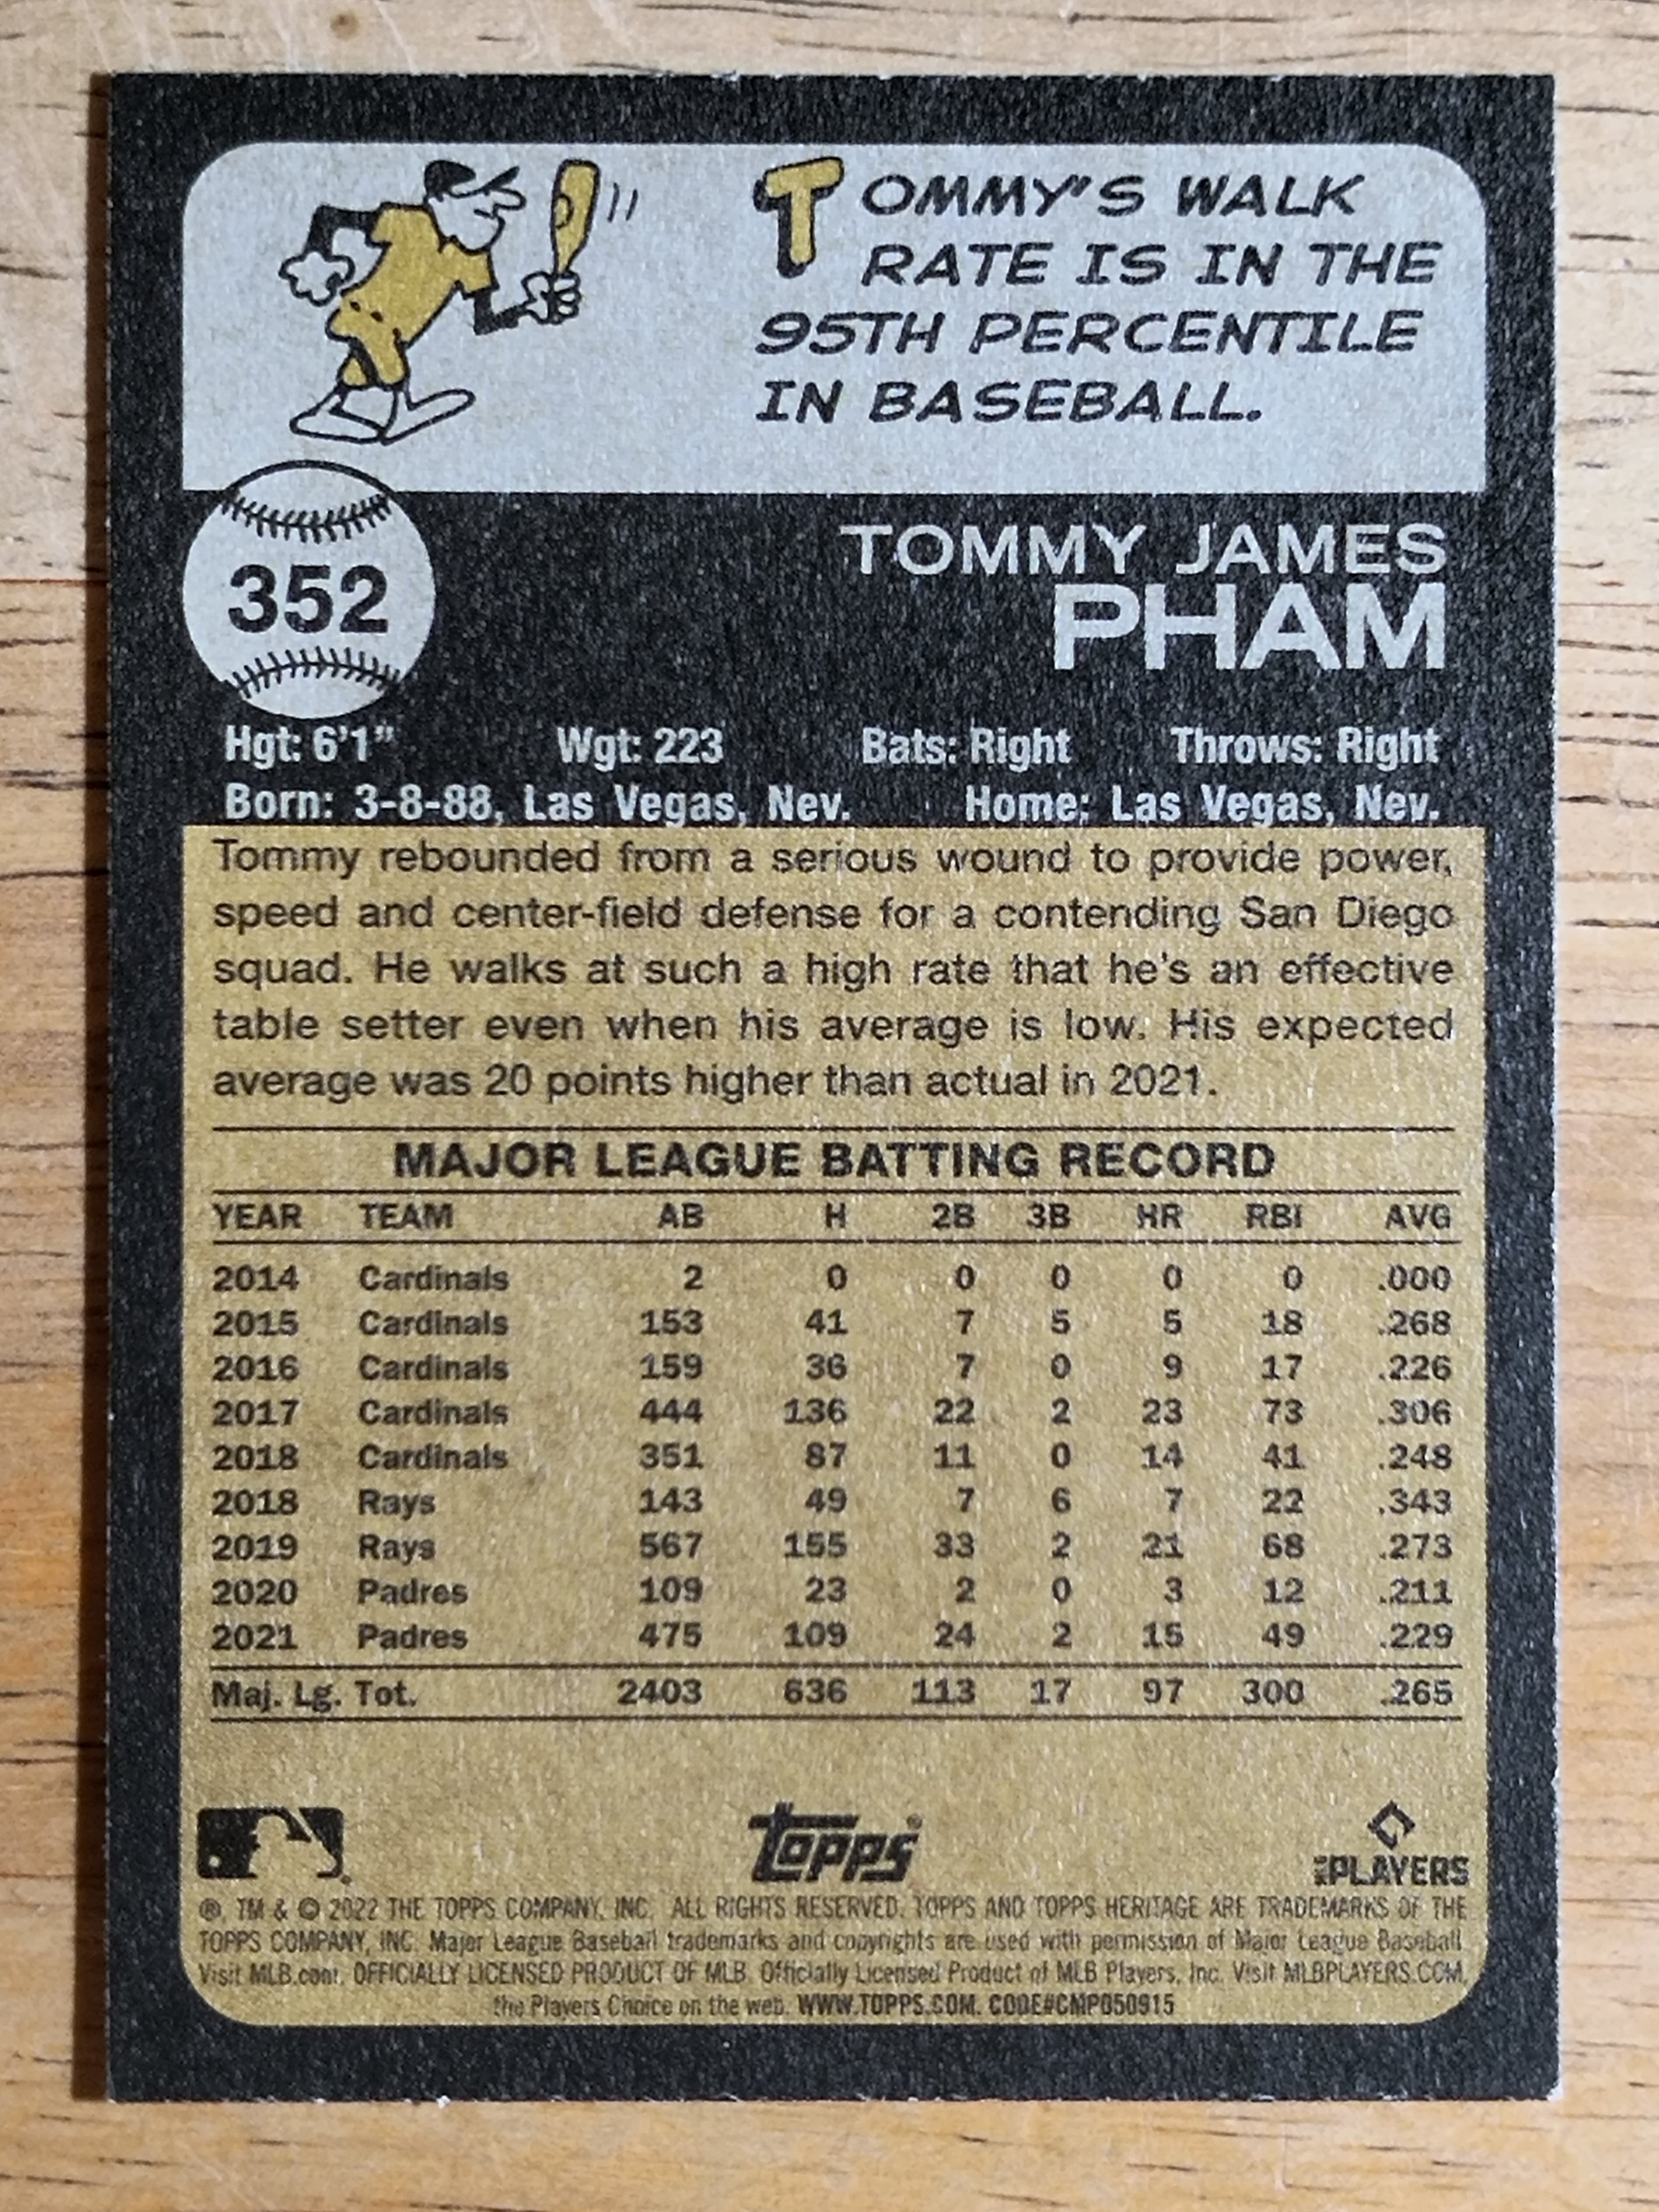 TOMMY'S WALK
RATE IS IN THE
95TH PERCENTILE
IN BASEBALL.
352
TOMMY JAMES
PHAM
Hgt: 6'1" Wgt: 223 Bats: Right Throws: Right
Born: 3-8-88, Las Vegas, Nev. Home: Las Vegas, Nev.
Tommy rebounded from a serious wound to provide power,
speed and center-field defense for a contending San Diego
squad. He walks at such a high rate that he's an effective
table setter even when his average is low. His expected
average was 20 points higher than actual in 2021.
MAJOR LEAGUE BATTING RECORD
YEAR TEAM AB H 2B 3B HR RBI AVG
2014 Cardinals 2 0 0 0 0 0 .000
2015 Cardinals 153 41 7 5 5 18 .268
2016 Cardinals 159 36 7 0 9 17 .226
2017 Cardinals 444 136 22 2 23 73 .306
2018 Cardinals 351 87 11 0 14 41 .248
2018 Rays 143 49 7 6 7 22 .343
2019 Rays 567 155 33 2 21 68 .273
2020 Padres 109 23 2 0 3 12 .211
2021 Padres 475 109 24 2 15 49 .229
Maj. Lg. Tot. 2403 636 113 17 97 300 .265
topps®
MLB PLAYERS
®, TM & © 2022 THE TOPPS COMPANY, INC. ALL RIGHTS RESERVED. TOPPS AND TOPPS HERITAGE ARE TRADEMARKS OF THE
TOPPS COMPANY, INC. Major League Baseball trademarks and copyrights are used with permission of Major League Baseball.
Visit MLB.com. OFFICIALLY LICENSED PRODUCT OF MLB Officially Licensed Product of MLB Players, Inc. Visit MLBPLAYERS.COM,
the Players Choice on the web. WWW.TOPPS.COM. CODE#CMP050915